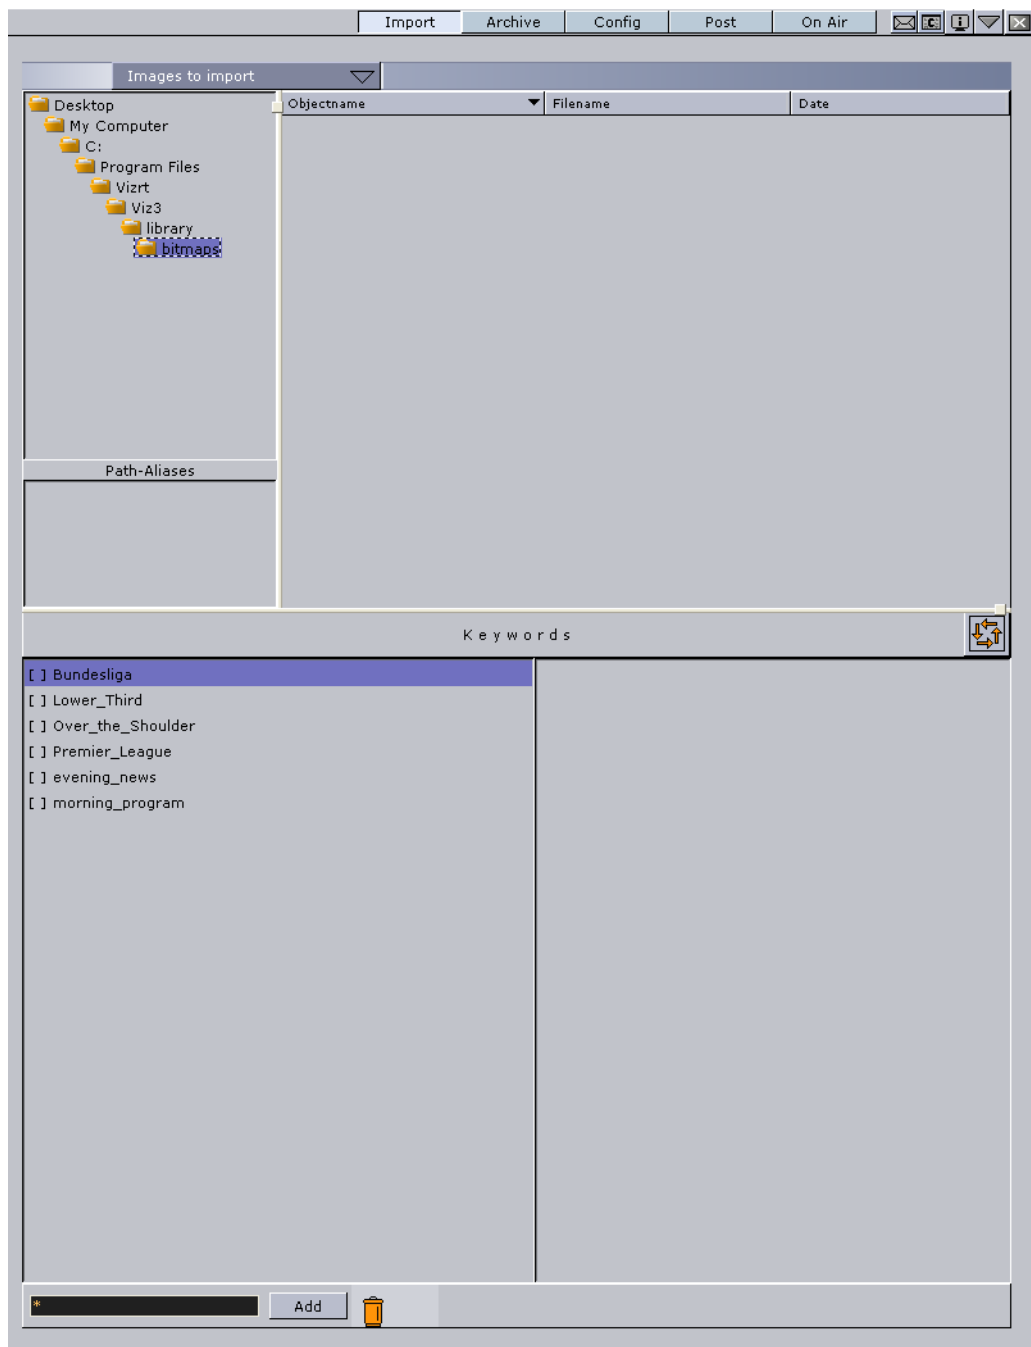 Import Archive Config Post On Air
Images to import
Desktop
My Computer
C:
Program Files
Vizrt
Viz3
library
bitmaps
Path-Aliases
Objectname Filename Date
Keywords
[ ] Bundesliga
[ ] Lower_Third
[ ] Over_the_Shoulder
[ ] Premier_League
[ ] evening_news
[ ] morning_program
* Add